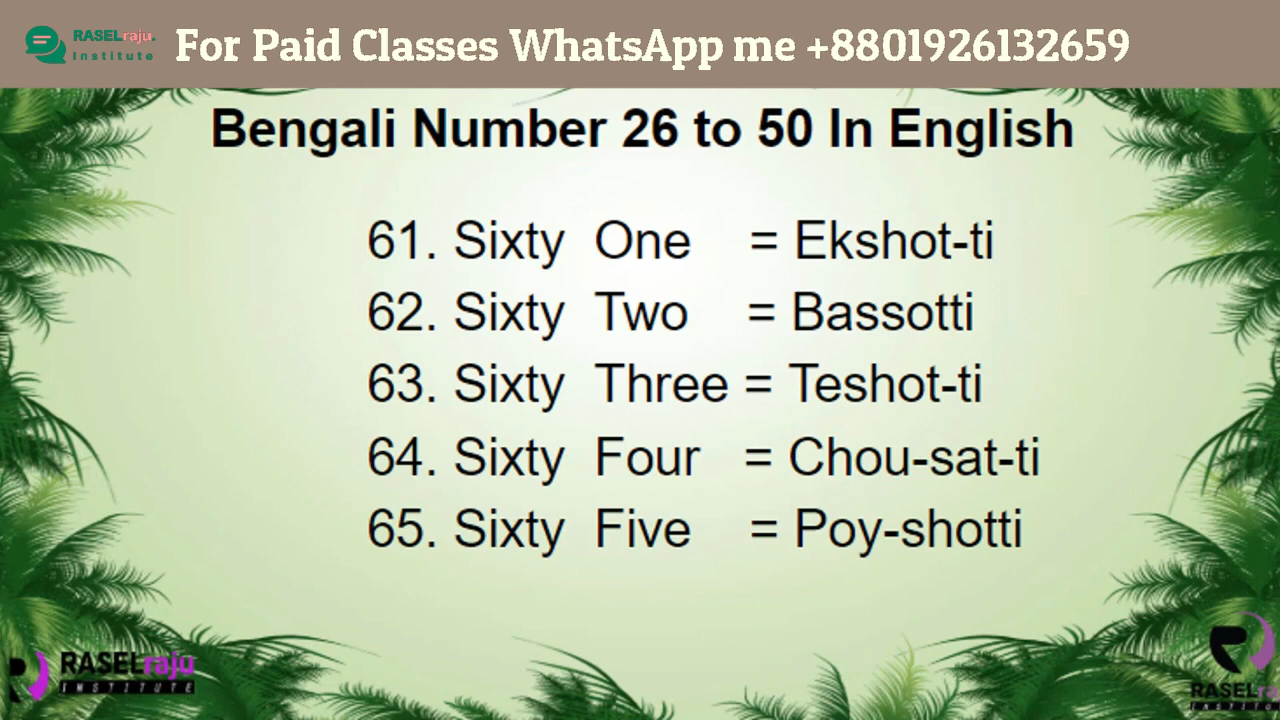 RASELraju.
Institute
For Paid Classes WhatsApp me +8801926132659
Bengali Number 26 to 50 In English
61. Sixty One = Ekshot-ti
62. Sixty Two = Bassotti
63. Sixty Three = Teshot-ti
64. Sixty Four = Chou-sat-ti
65. Sixty Five = Poy-shotti
RASELraju
INSTITUTE
RASELra
INSTITU